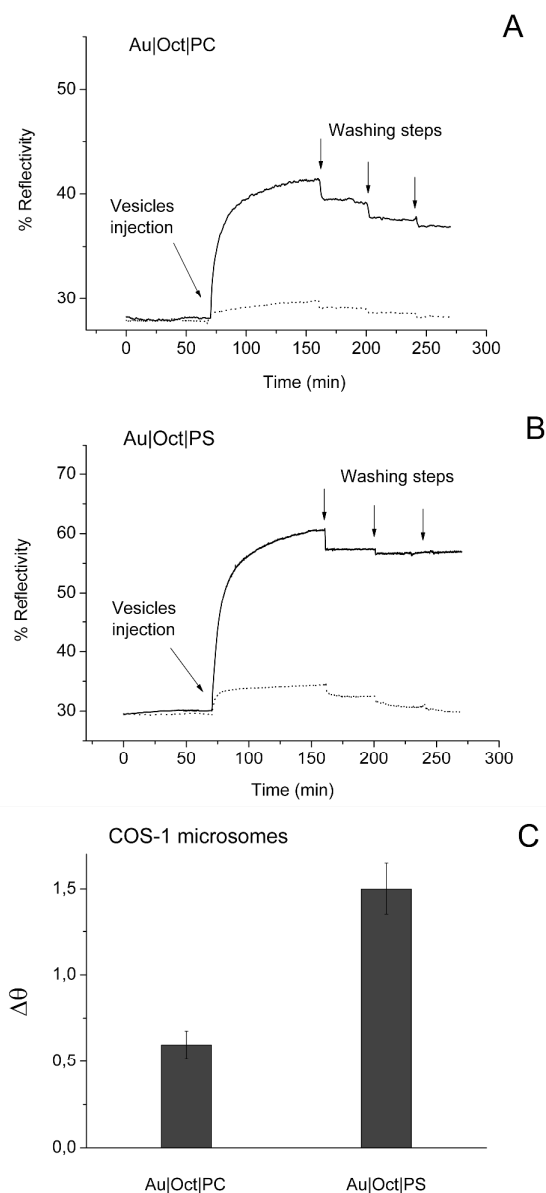 A
Au|Oct|PC
50
Washing steps
40
Vesicles
injection
% Reflectivity
30
0 50 100 150 200 250 300
Time (min)
B
Au|Oct|PS
70
Washing steps
60
50
% Reflectivity
Vesicles
injection
40
30
0 50 100 150 200 250 300
Time (min)
COS-1 microsomes
C
1,5
1,0
Δθ
0,5
0,0
Au|Oct|PC Au|Oct|PS